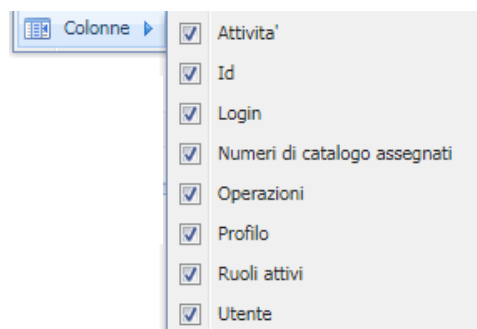 Colonne
Attivita'
Id
Login
Numeri di catalogo assegnati
Operazioni
Profilo
Ruoli attivi
Utente